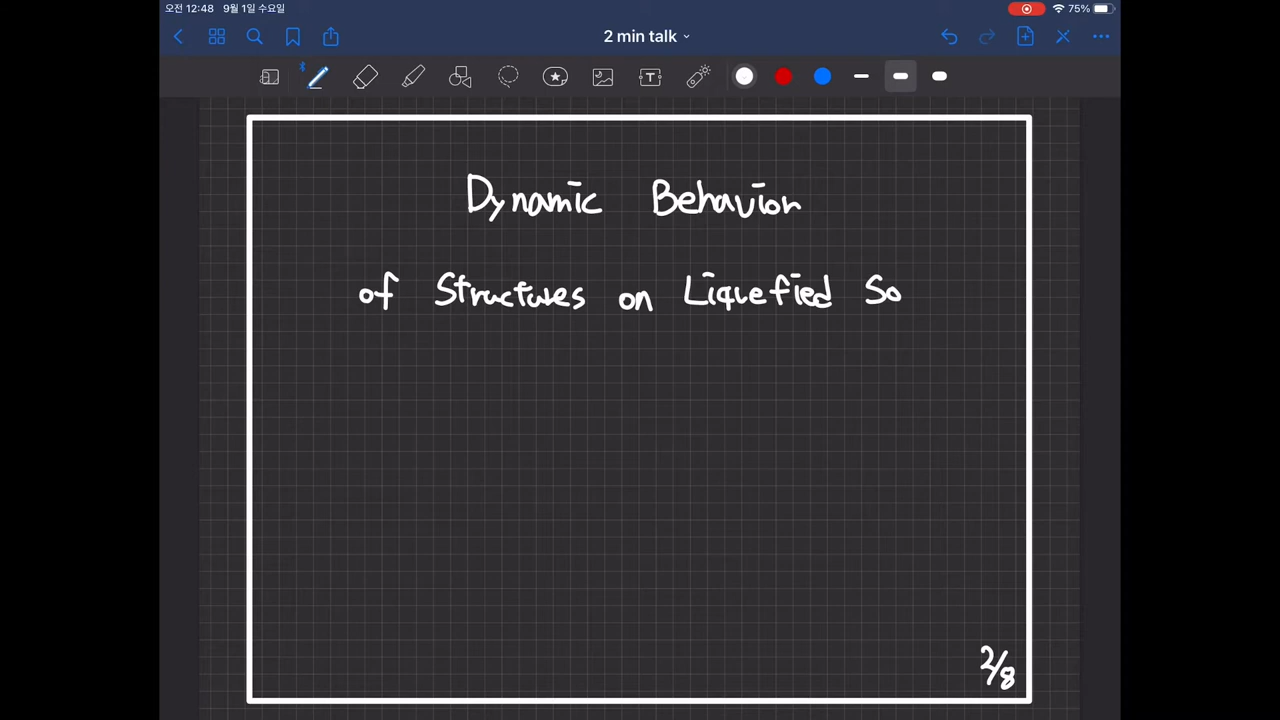 오전 12:48 9월 1일 수요일 75%
2 min talk
Dynamic Behavior
of Structures on Liquefied So
2/8